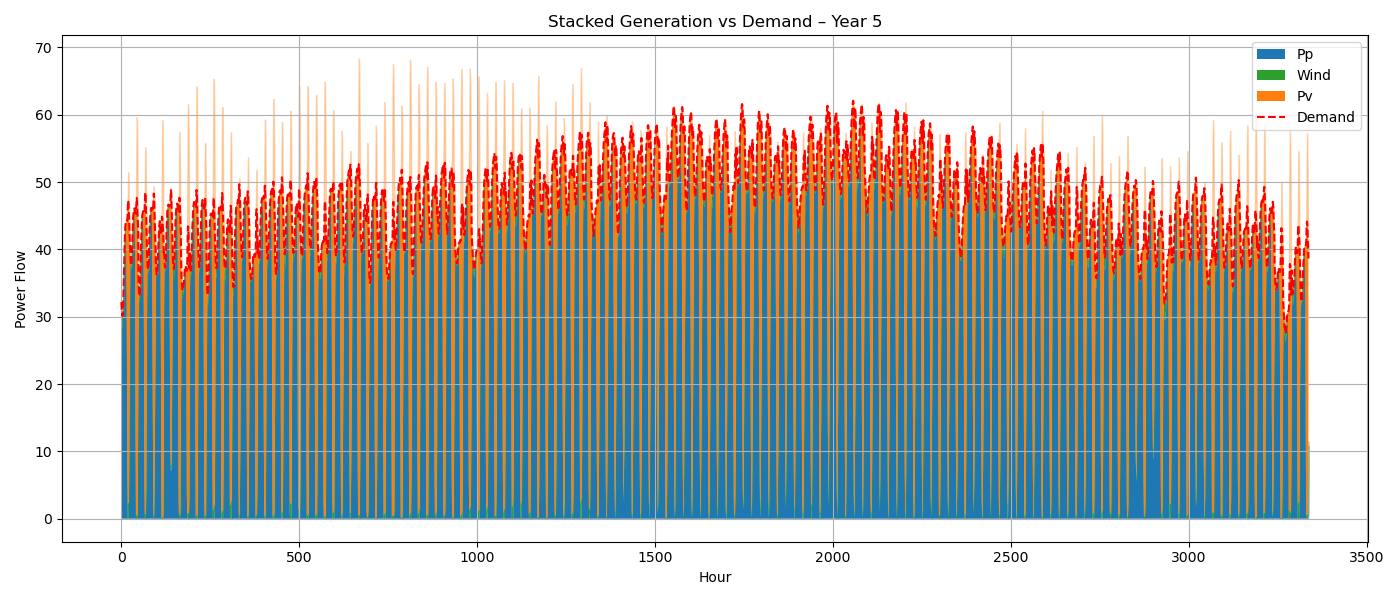 Stacked Generation vs Demand – Year 5
Power Flow
70
60
50
40
30
20
10
0
Pp
Wind
Pv
Demand
0 500 1000 1500 2000 2500 3000 3500
Hour